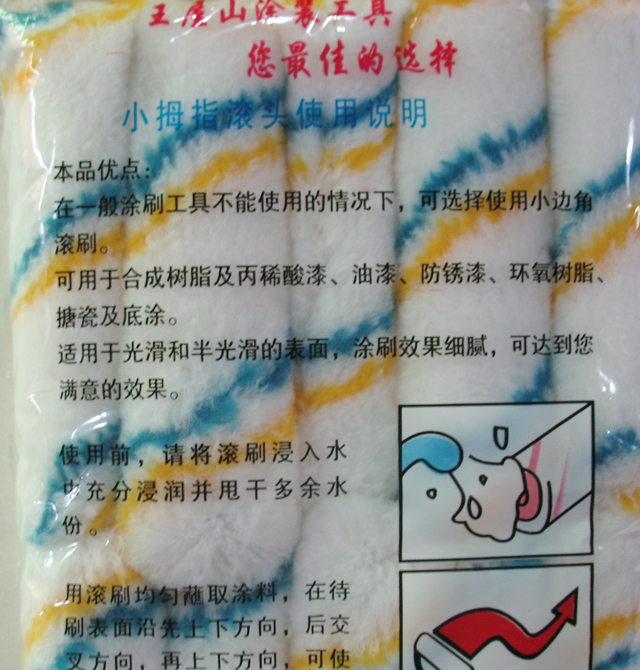 王屋山涂装工具
您最佳的选择
小拇指滚头使用说明
本品优点:
在一般涂刷工具不能使用的情况下，可选择使用小边角
滚刷。
可用于合成树脂及丙稀酸漆、油漆、防锈漆、环氧树脂、
搪瓷及底涂。
适用于光滑和半光滑的表面，涂刷效果细腻，可达到您
满意的效果。
使用前，请将滚刷浸入水
中充分浸润并甩干多余水
份。
用滚刷均匀蘸取涂料，在待
刷表面沿先上下方向，后交
叉方向，再上下方向，可使